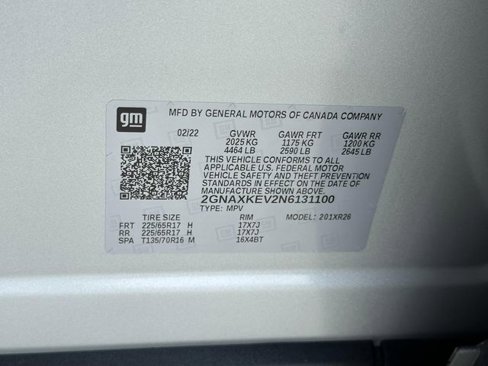 gm
MFD BY GENERAL MOTORS OF CANADA COMPANY
02/22 GVWR GAWR FRT GAWR RR
2025 KG 1175 KG 1200 KG
4464 LB 2590 LB 2645 LB
THIS VEHICLE CONFORMS TO ALL
APPLICABLE U.S. FEDERAL MOTOR
VEHICLE SAFETY AND THEFT PREVENTION
STANDARDS IN EFFECT ON THE DATE OF
MANUFACTURE SHOWN ABOVE.
2GNAXKEV2N6131100
TYPE: MPV MODEL: 201XR26
TIRE SIZE RIM
FRT 225/65R17 H 17X7J
RR 225/65R17 H 17X7J
SPA T135/70R16 M 16X4BT